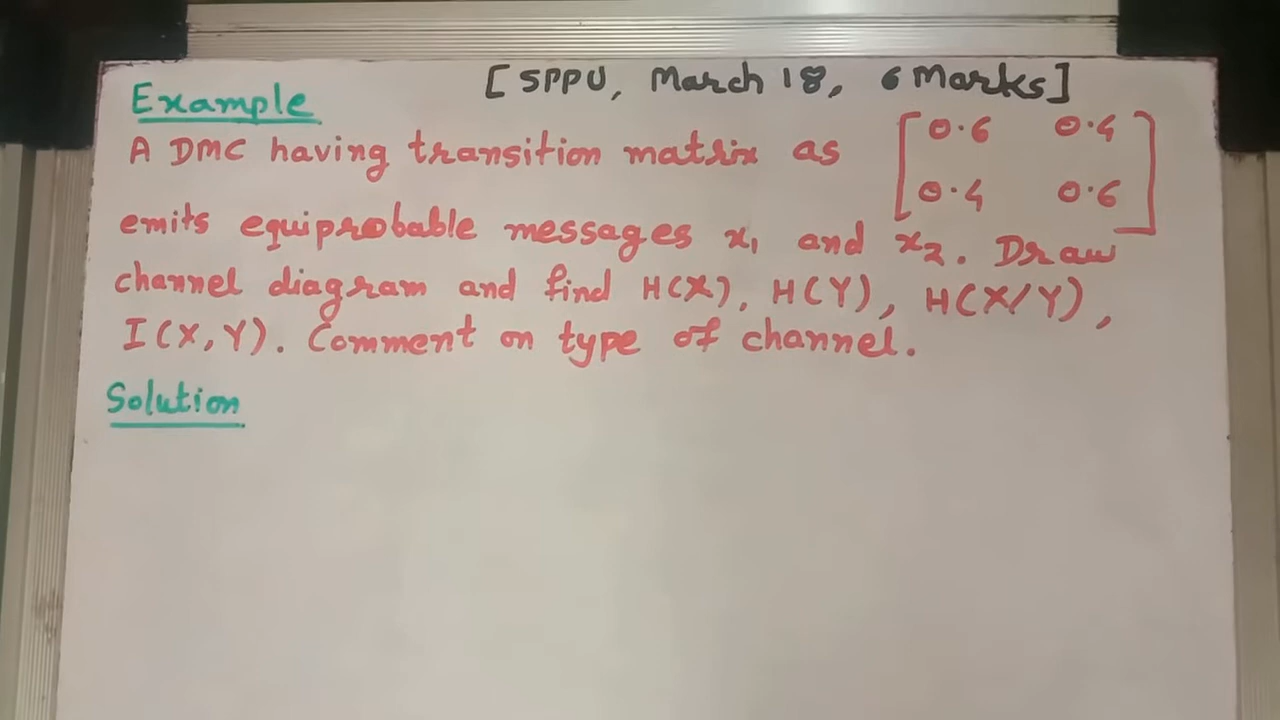 [SPPU, March 18, 6 Marks]
Example
A DMC having transition matrix as [0.6 0.4
0.4 0.6]
emits equiprobable messages x₁ and x₂. Draw
channel diagram and find H(X), H(Y), H(X/Y),
I(X,Y). Comment on type of channel.
Solution